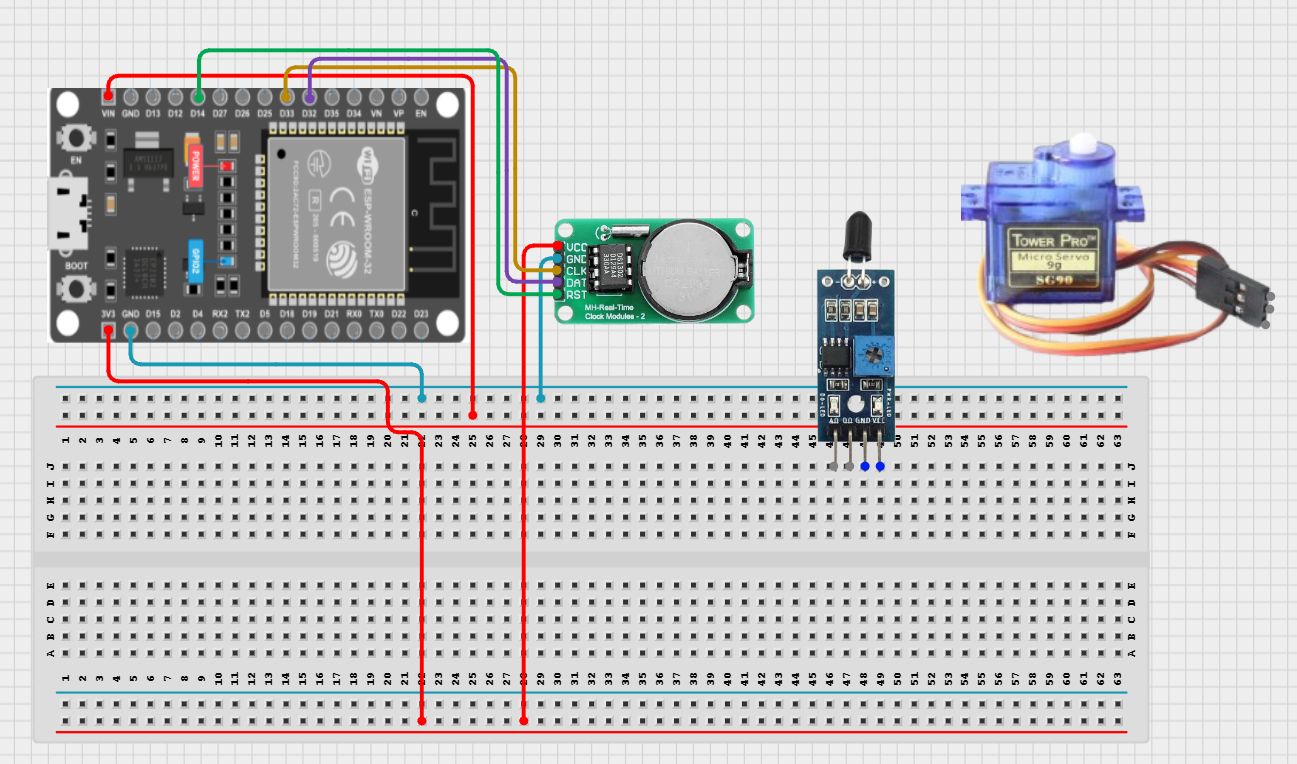 VIN GND D13 D12 D14 D27 D26 D25 D33 D32 D35 D34 VN VP EN
EN
POWER
WiFi
ESP-WROOM-32
CE
R
C
BOOT
GPIO2
3V3 GND D15 D2 D4 RX2 TX2 D5 D18 D19 D21 RX0 TX0 D22 D23
VCC
GND
CLK
DAT
RST
MH-Real-Time
Clock Modules - 2
AO DO GND VCC
TOWER PRO™
Micro Servo
9g
SG90
1 2 3 4 5 6 7 8 9 10 11 12 13 14 15 16 17 18 19 20 21 22 23 24 25 26 27 28 29 30 31 32 33 34 35 36 37 38 39 40 41 42 43 44 45 50 51 52 53 54 55 56 57 58 59 60 61 62 63
J J
I I
H H
G G
F F
E E
D D
C C
B B
A A
1 2 3 4 5 6 7 8 9 10 11 12 13 14 15 16 17 18 19 20 21 22 23 24 25 26 27 28 29 30 31 32 33 34 35 36 37 38 39 40 41 42 43 44 45 46 47 48 49 50 51 52 53 54 55 56 57 58 59 60 61 62 63